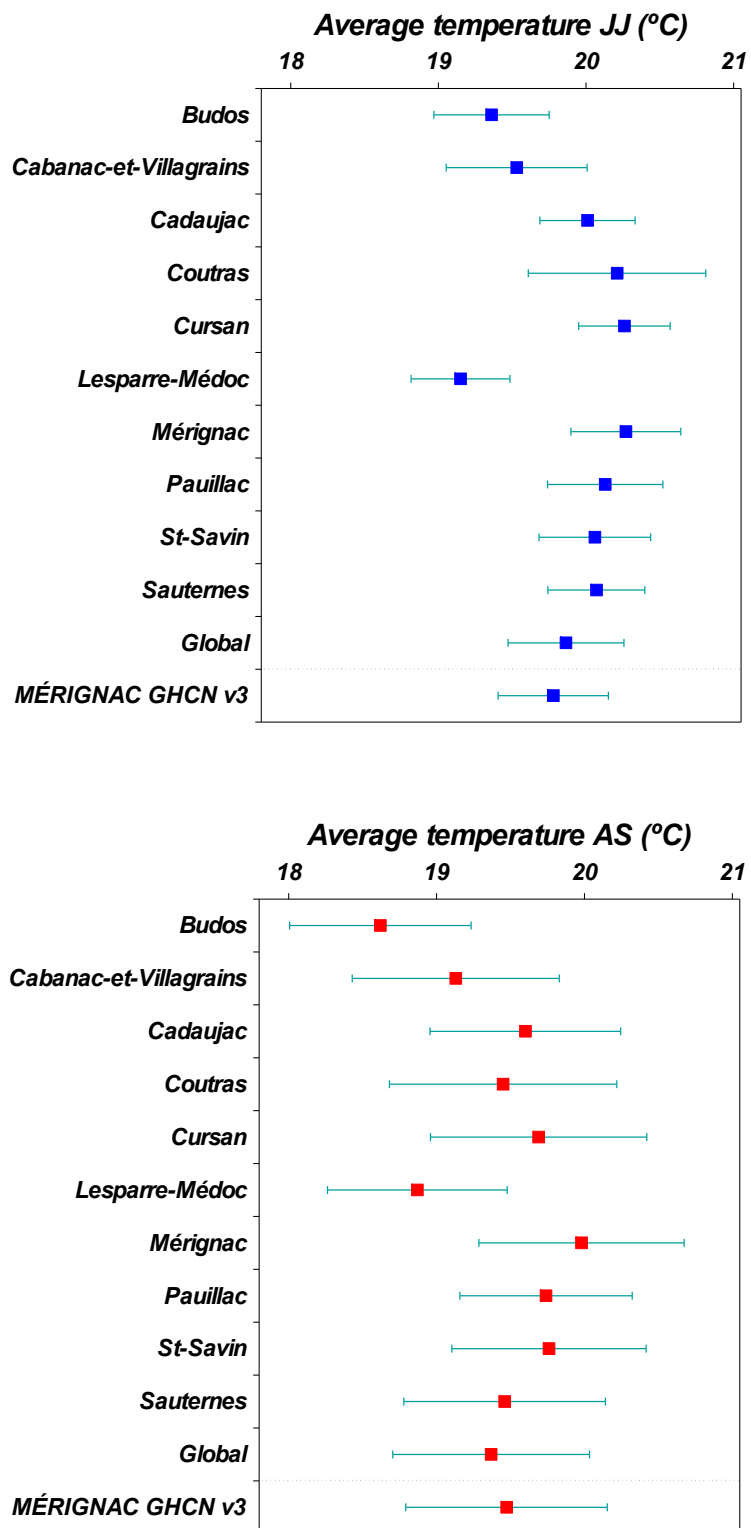 Average temperature JJ (ºC)
18 19 20 21
Budos
Cabanac-et-Villagrains
Cadaujac
Coutras
Cursan
Lesparre-Médoc
Mérignac
Pauillac
St-Savin
Sauternes
Global
MÉRIGNAC GHCN v3
Average temperature AS (ºC)
18 19 20 21
Budos
Cabanac-et-Villagrains
Cadaujac
Coutras
Cursan
Lesparre-Médoc
Mérignac
Pauillac
St-Savin
Sauternes
Global
MÉRIGNAC GHCN v3